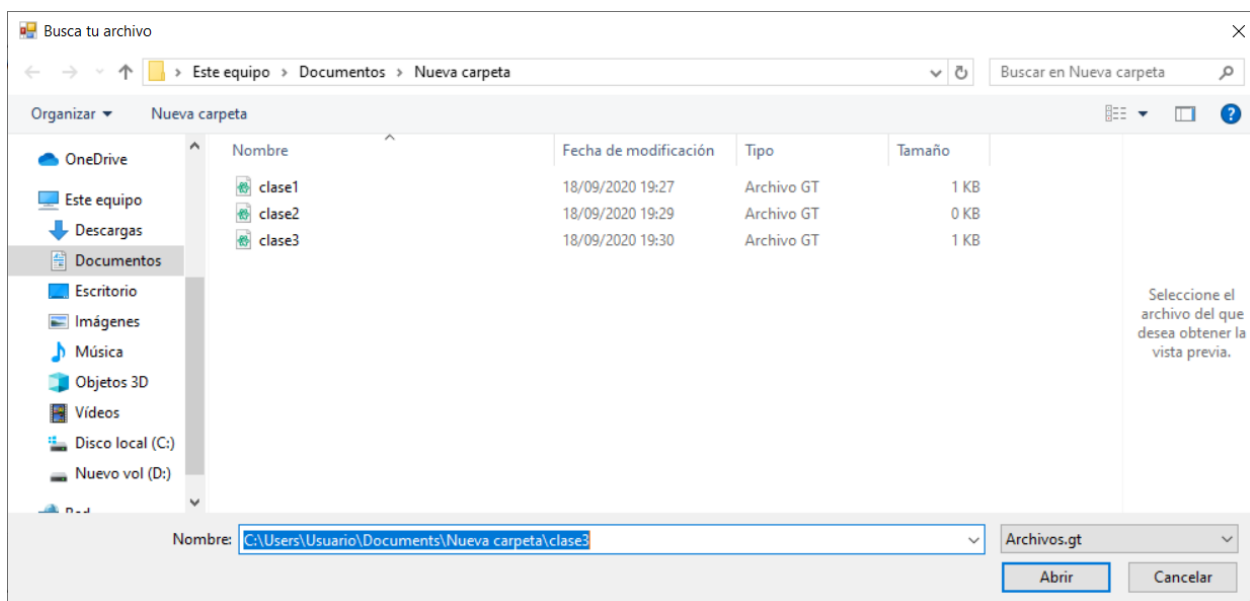 Busca tu archivo
Este equipo > Documentos > Nueva carpeta
Buscar en Nueva carpeta
Organizar
Nueva carpeta
Nombre Fecha de modificación Tipo Tamaño
clase1 18/09/2020 19:27 Archivo GT 1 KB
clase2 18/09/2020 19:29 Archivo GT 0 KB
clase3 18/09/2020 19:30 Archivo GT 1 KB
OneDrive
Este equipo
Descargas
Documentos
Escritorio
Imágenes
Música
Objetos 3D
Vídeos
Disco local (C:)
Nuevo vol (D:)
Seleccione el
archivo del que
desea obtener la
vista previa.
Nombre: C:\Users\Usuario\Documents\Nueva carpeta\clase3
Archivos.gt
Abrir Cancelar